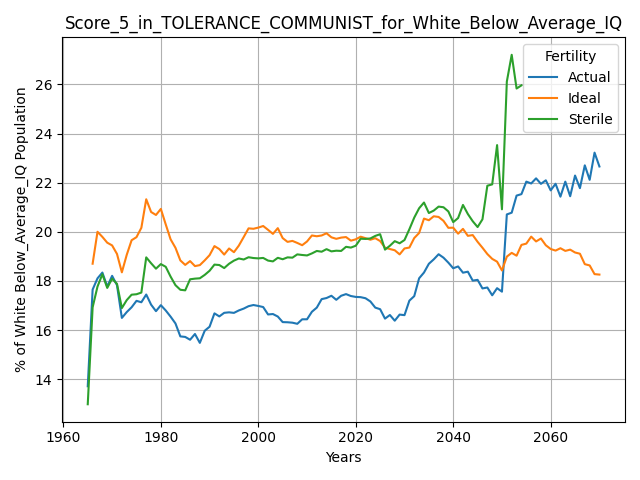 Score_5_in_TOLERANCE_COMMUNIST_for_White_Below_Average_IQ
Fertility
Actual
Ideal
Sterile
% of White Below_Average_IQ Population
26
24
22
20
18
16
14
1960 1980 2000 2020 2040 2060
Years